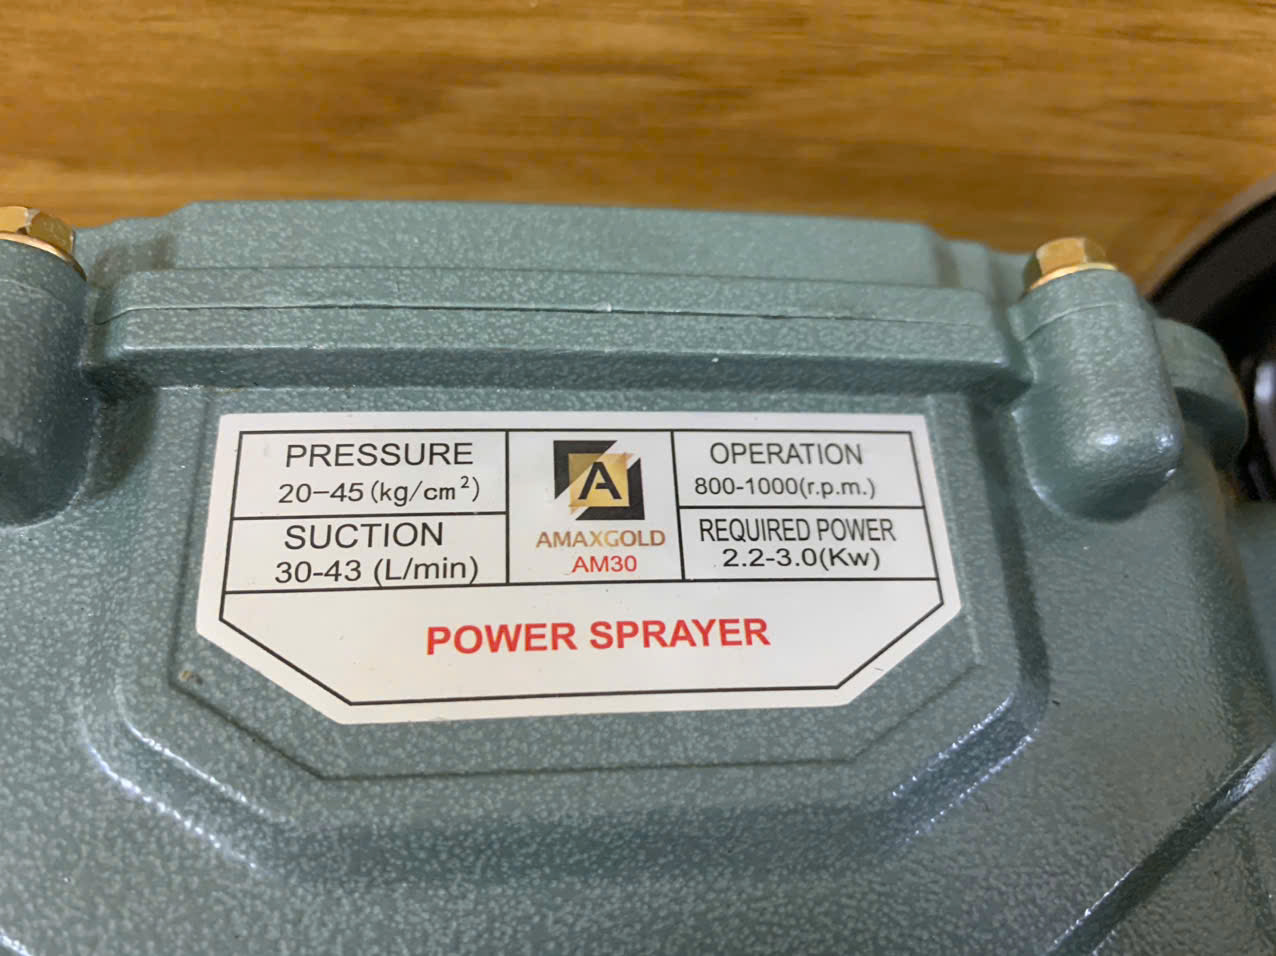 PRESSURE
20-45(kg/cm²)
SUCTION
30-43 (L/min)
A
AMAXGOLD
AM30
OPERATION
800-1000(r.p.m.)
REQUIRED POWER
2.2-3.0(Kw)
POWER SPRAYER